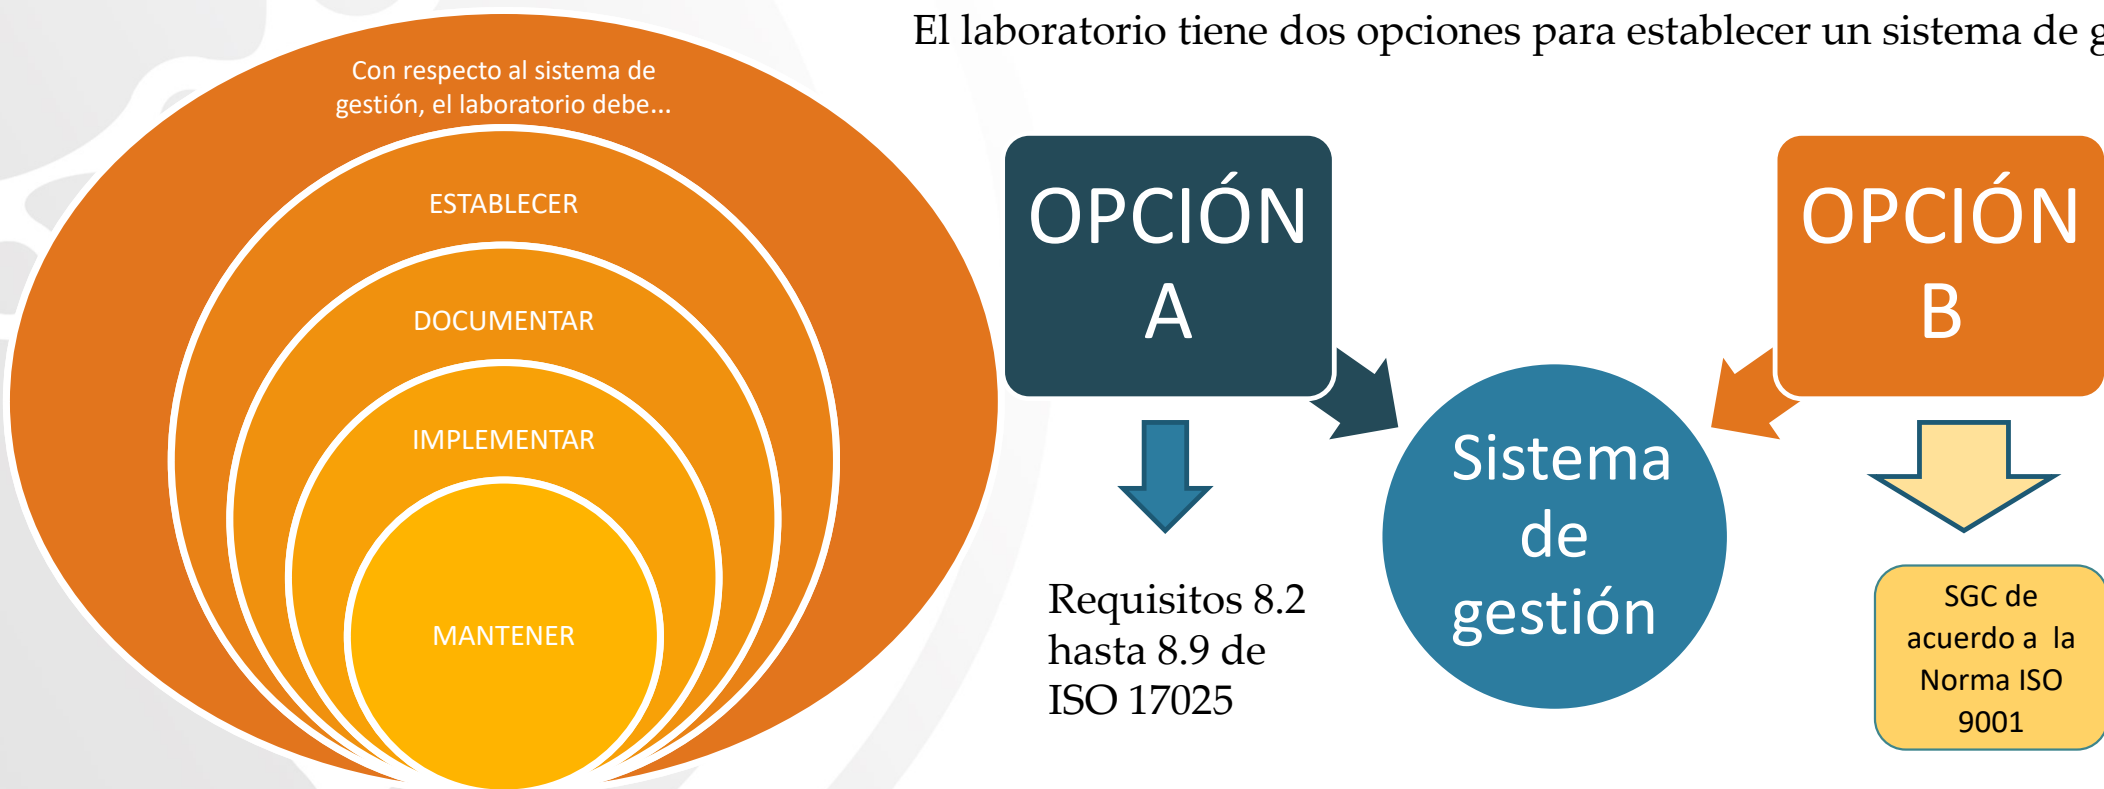 El laboratorio tiene dos opciones para establecer un sistema de g
Con respecto al sistema de
gestión, el laboratorio debe...
ESTABLECER
DOCUMENTAR
IMPLEMENTAR
MANTENER
OPCIÓN
A
OPCIÓN
B
Sistema
de
gestión
Requisitos 8.2
hasta 8.9 de
ISO 17025
SGC de
acuerdo a la
Norma ISO
9001